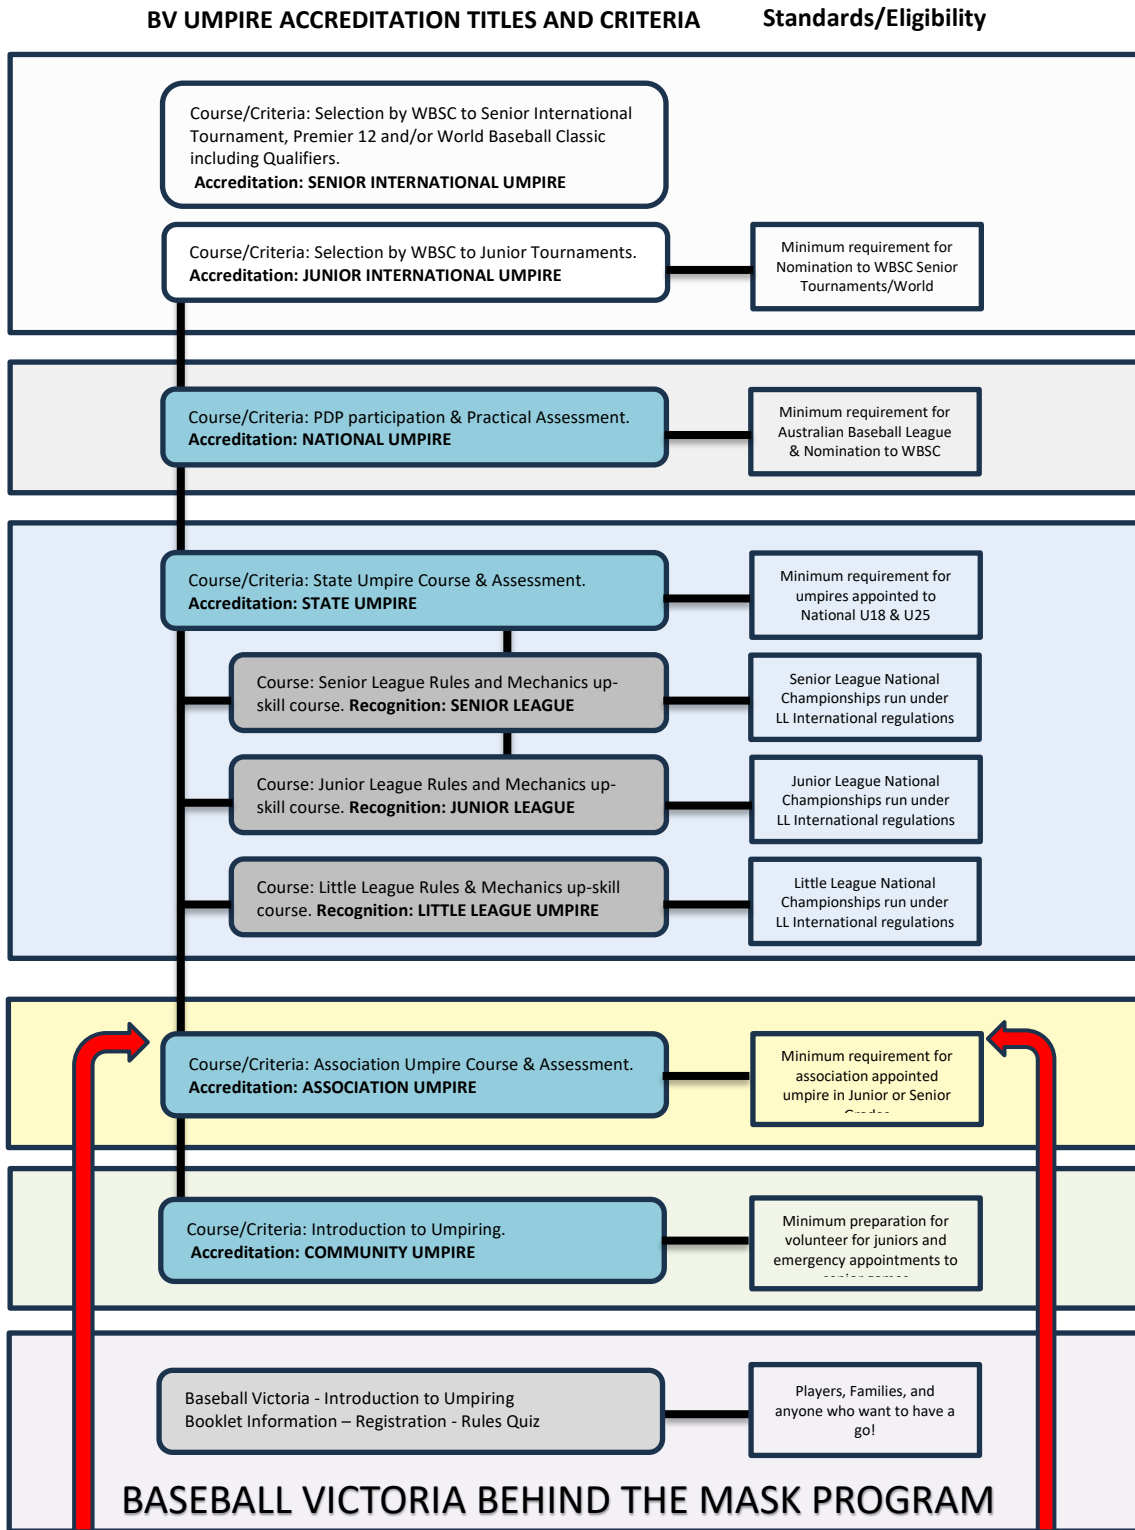 BV UMPIRE ACCREDITATION TITLES AND CRITERIA
Standards/Eligibility
Course/Criteria: Selection by WBSC to Senior International
Tournament, Premier 12 and/or World Baseball Classic
including Qualifiers.
Accreditation: SENIOR INTERNATIONAL UMPIRE
Course/Criteria: Selection by WBSC to Junior Tournaments.
Accreditation: JUNIOR INTERNATIONAL UMPIRE
Minimum requirement for
Nomination to WBSC Senior
Tournaments/World
Course/Criteria: PDP participation & Practical Assessment.
Accreditation: NATIONAL UMPIRE
Minimum requirement for
Australian Baseball League
& Nomination to WBSC
Course/Criteria: State Umpire Course & Assessment.
Accreditation: STATE UMPIRE
Minimum requirement for
umpires appointed to
National U18 & U25
Course: Senior League Rules and Mechanics up-
skill course. Recognition: SENIOR LEAGUE
Senior League National
Championships run under
LL International regulations
Course: Junior League Rules and Mechanics up-
skill course. Recognition: JUNIOR LEAGUE
Junior League National
Championships run under
LL International regulations
Course: Little League Rules & Mechanics up-skill
course. Recognition: LITTLE LEAGUE UMPIRE
Little League National
Championships run under
LL International regulations
Course/Criteria: Association Umpire Course & Assessment.
Accreditation: ASSOCIATION UMPIRE
Minimum requirement for
association appointed
umpire in Junior or Senior
Course/Criteria: Introduction to Umpiring.
Accreditation: COMMUNITY UMPIRE
Minimum preparation for
volunteer for juniors and
emergency appointments to
Baseball Victoria - Introduction to Umpiring
Booklet Information – Registration - Rules Quiz
Players, Families, and
anyone who want to have a
go!
BASEBALL VICTORIA BEHIND THE MASK PROGRAM